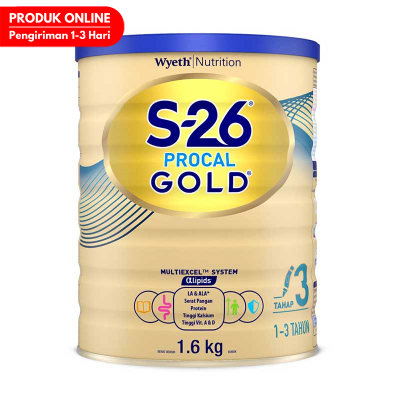 PRODUK ONLINE
Pengiriman 1-3 Hari
Wyeth® Nutrition
S-26®
PROCAL
GOLD®
MULTIEXCEL™ SYSTEM
αlipids
LA & ALA*
Serat Pangan
Protein
Tinggi Kalsium
Tinggi Vit. A & D
TAHAP 3
1-3 TAHUN
1.6 kg